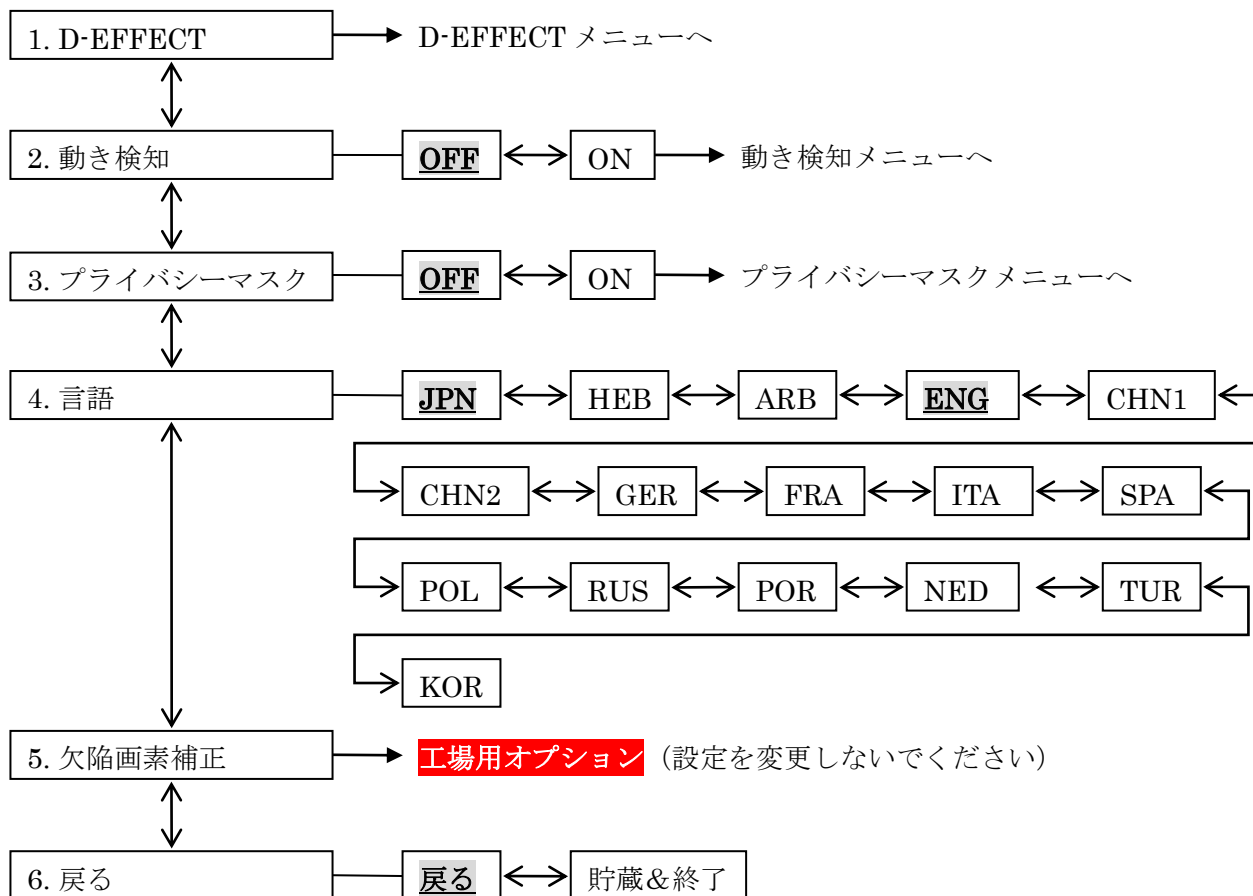 1. D-EFFECT D-EFFECT メニューへ
2. 動き検知 OFF ON 動き検知メニューへ
3. プライバシーマスク OFF ON プライバシーマスクメニューへ
4. 言語 JPN HEB ARB ENG CHN1
CHN2 GER FRA ITA SPA
POL RUS POR NED TUR
KOR
5. 欠陥画素補正 工場用オプション（設定を変更しないでください）
6. 戻る 戻る 貯蔵＆終了